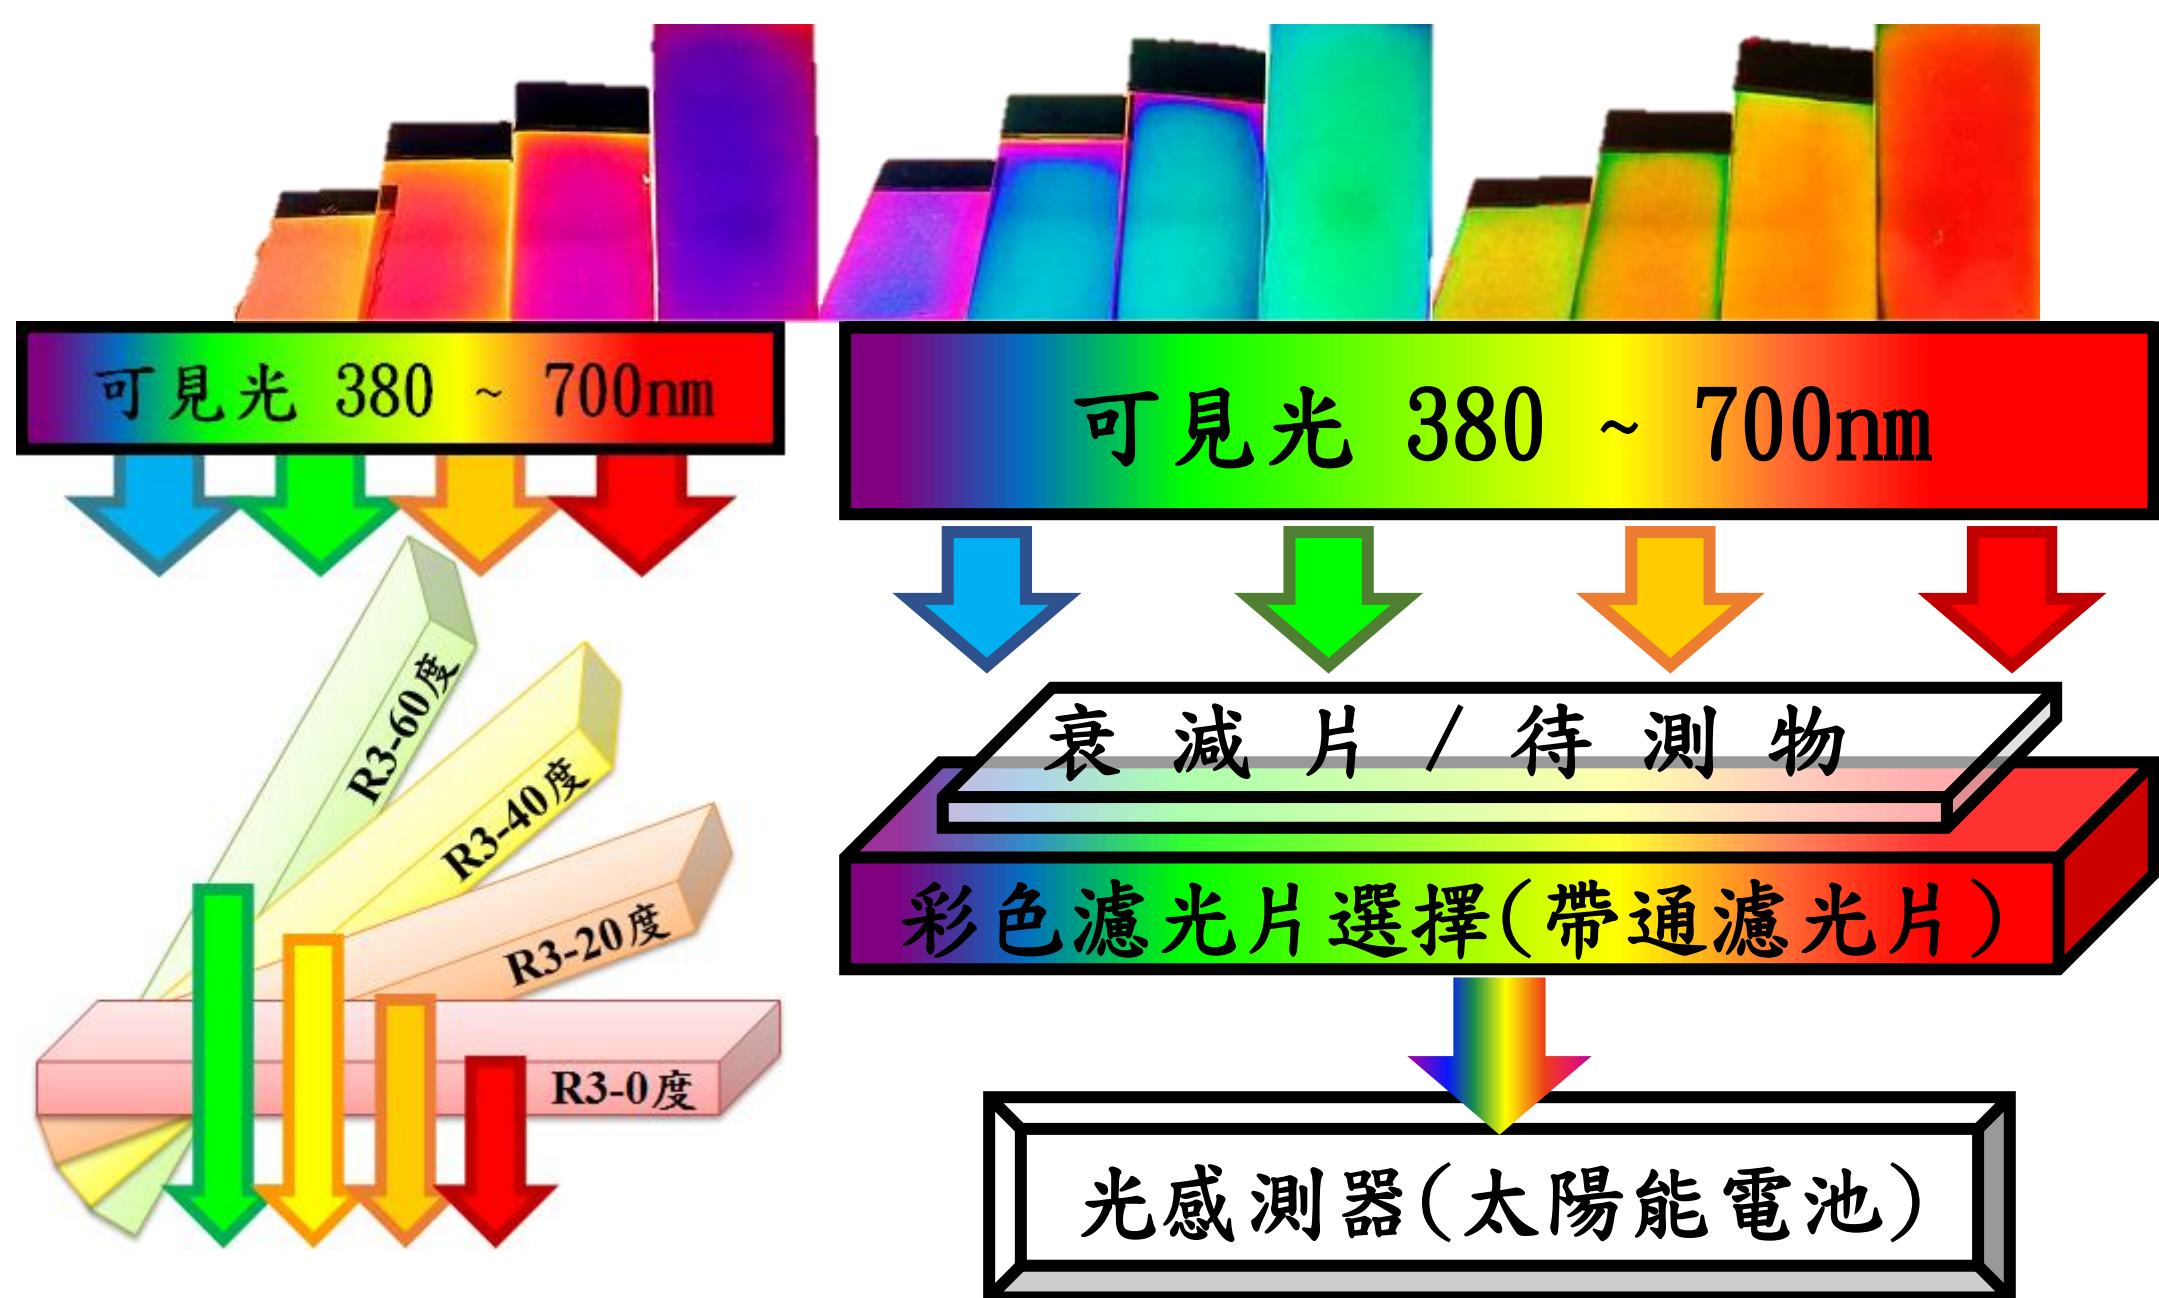 可見光 380 ~ 700nm
R3-60度
R3-40度
R3-20度
R3-0度
可見光 380 ~ 700nm
衰減片/待測物
彩色濾光片選擇(帶通濾光片)
光感測器(太陽能電池)